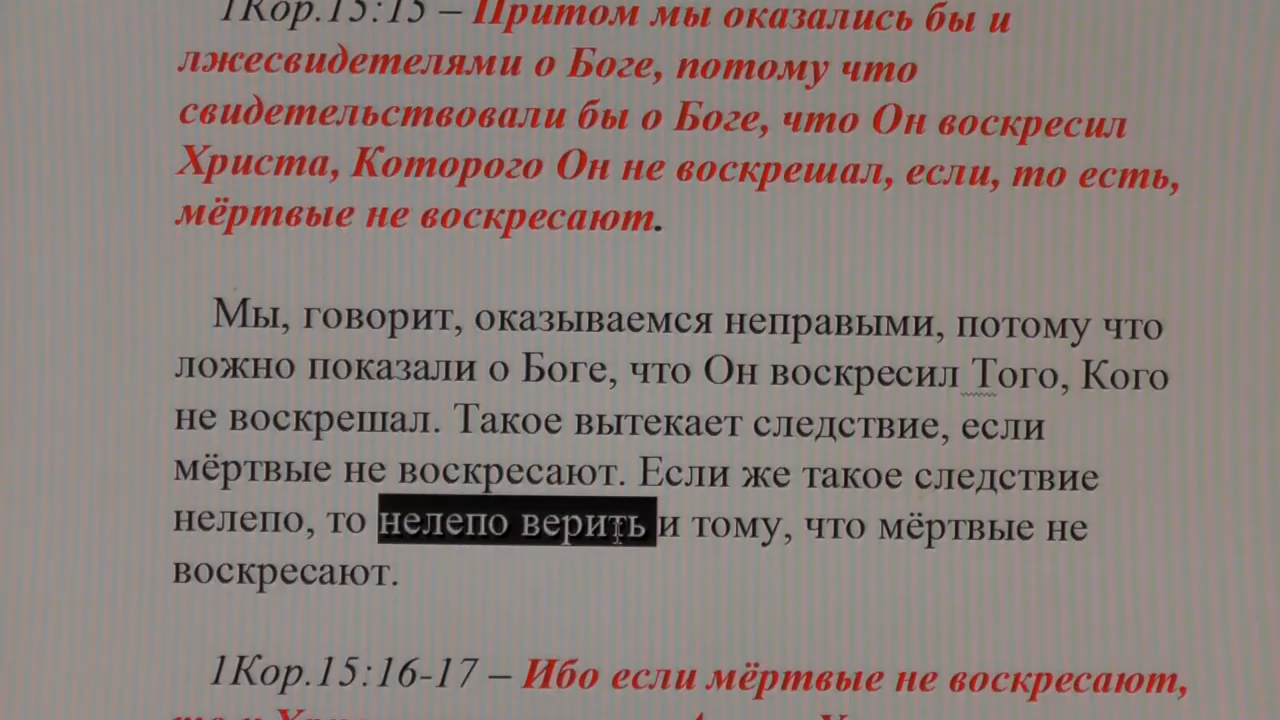 1Кор.15:15 – Притом мы оказались бы и
лжесвидетелями о Боге, потому что
свидетельствовали бы о Боге, что Он воскресил
Христа, Которого Он не воскрешал, если, то есть,
мёртвые не воскресают.
Мы, говорит, оказываемся неправыми, потому что
ложно показали о Боге, что Он воскресил Того, Кого
не воскрешал. Такое вытекает следствие, если
мёртвые не воскресают. Если же такое следствие
нелепо, то нелепо верить и тому, что мёртвые не
воскресают.
1Кор.15:16-17 – Ибо если мёртвые не воскресают,